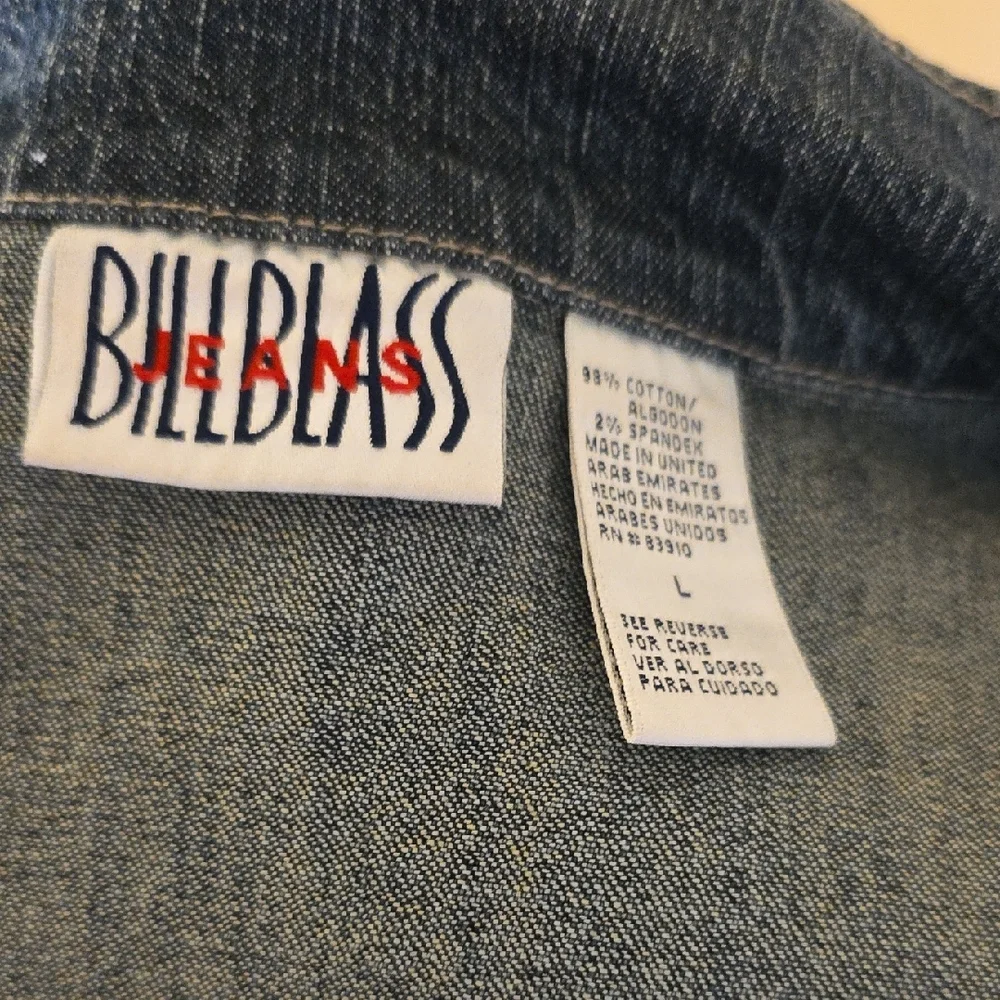 BILLBLASS
JEANS
98% COTTON/
ALGODON
2% SPANDEX
MADE IN UNITED
ARAB EMIRATES
HECHO EN EMIRATOS
ARABES UNIDOS
RN # 83910
L
SEE REVERSE
FOR CARE
VER AL DORSO
PARA CUIDADO